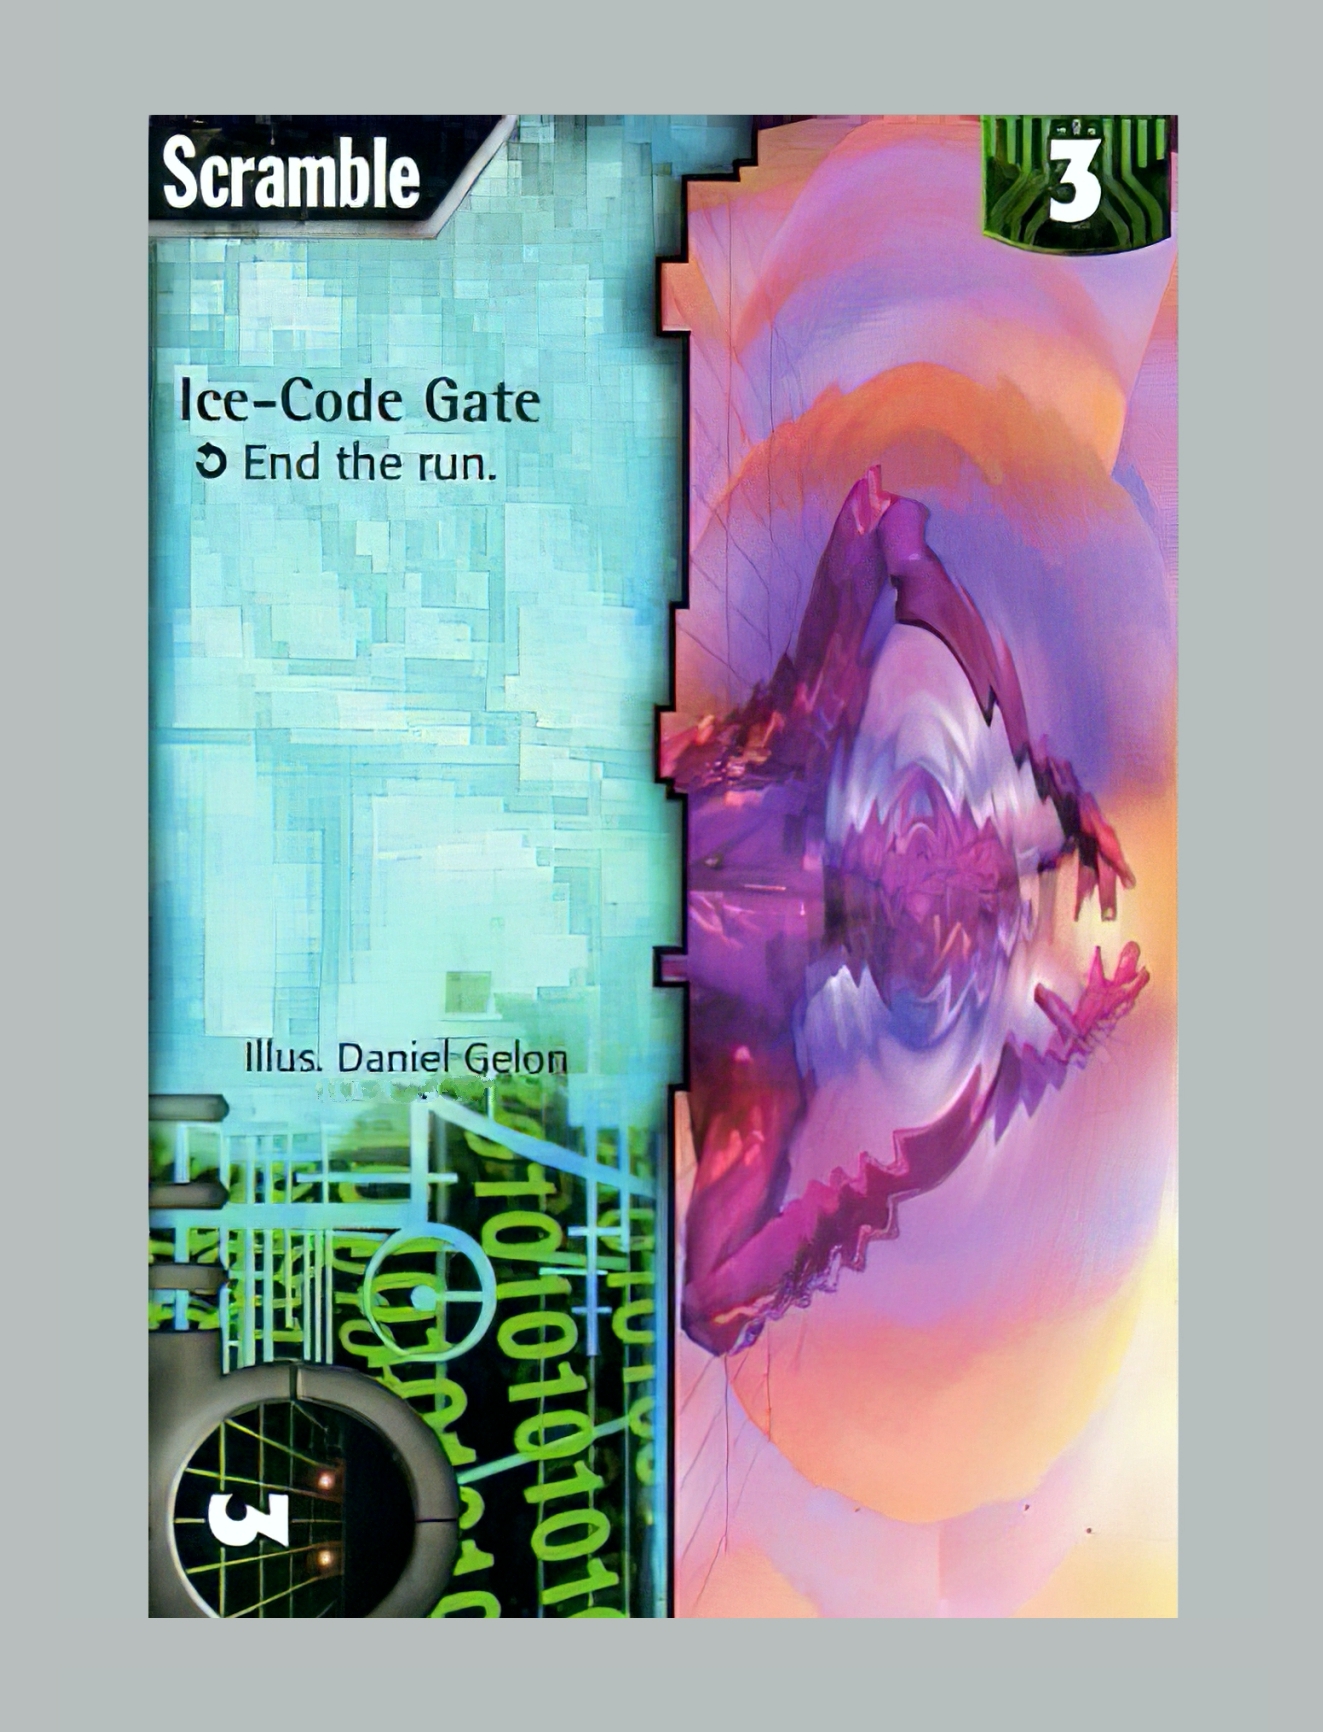 Scramble
3
Ice-Code Gate
End the run.
Illus. Daniel Gelon
3